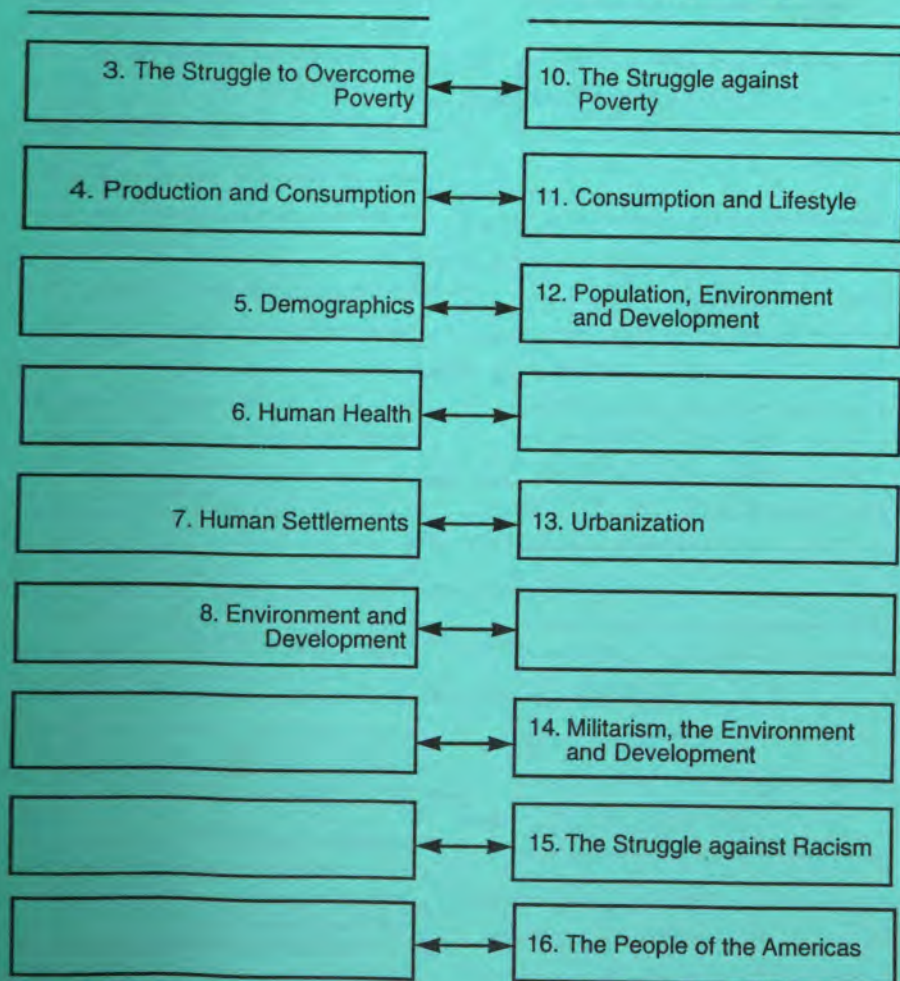 3. The Struggle to Overcome
Poverty
10. The Struggle against
Poverty
4. Production and Consumption
11. Consumption and Lifestyle
5. Demographics
12. Population, Environment
and Development
6. Human Health
7. Human Settlements
13. Urbanization
8. Environment and
Development
14. Militarism, the Environment
and Development
15. The Struggle against Racism
16. The People of the Americas